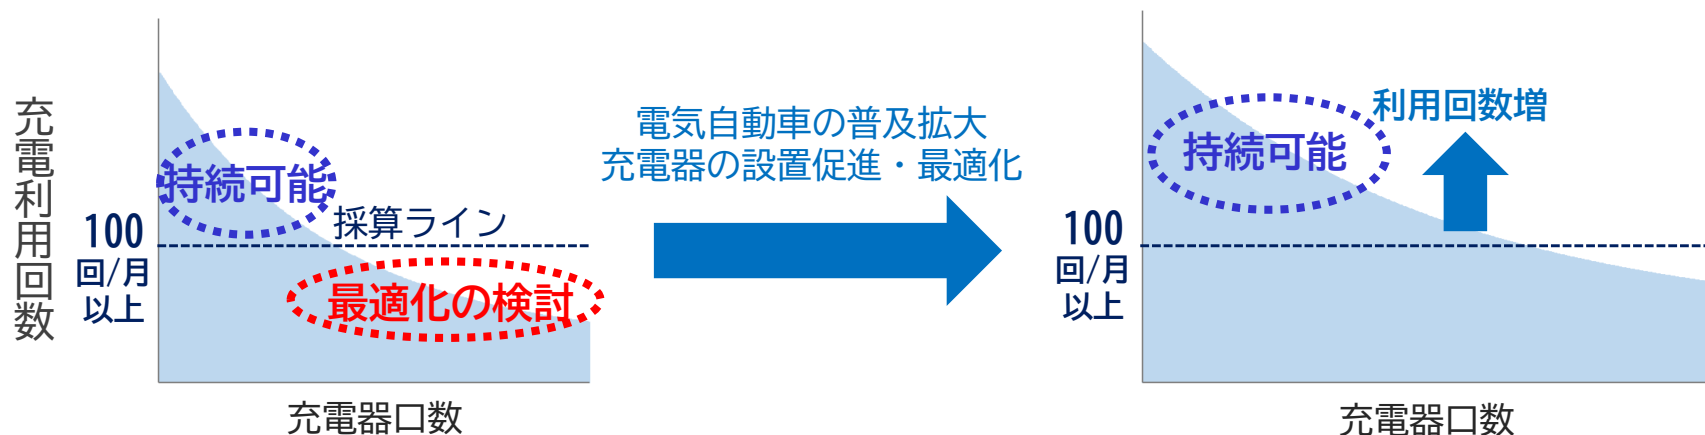 充電利用回数
100
回/月
以上
持続可能
採算ライン
最適化の検討
充電器口数
電気自動車の普及拡大
充電器の設置促進・最適化
100
回/月
以上
持続可能
利用回数増
充電器口数